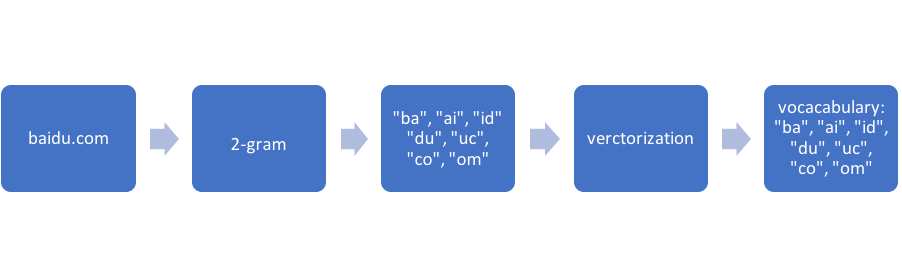 baidu.com
2-gram
"ba", "ai", "id"
"du", "uc",
"co", "om"
verctorization
vocacabulary:
"ba", "ai", "id",
"du", "uc",
"co", "om"